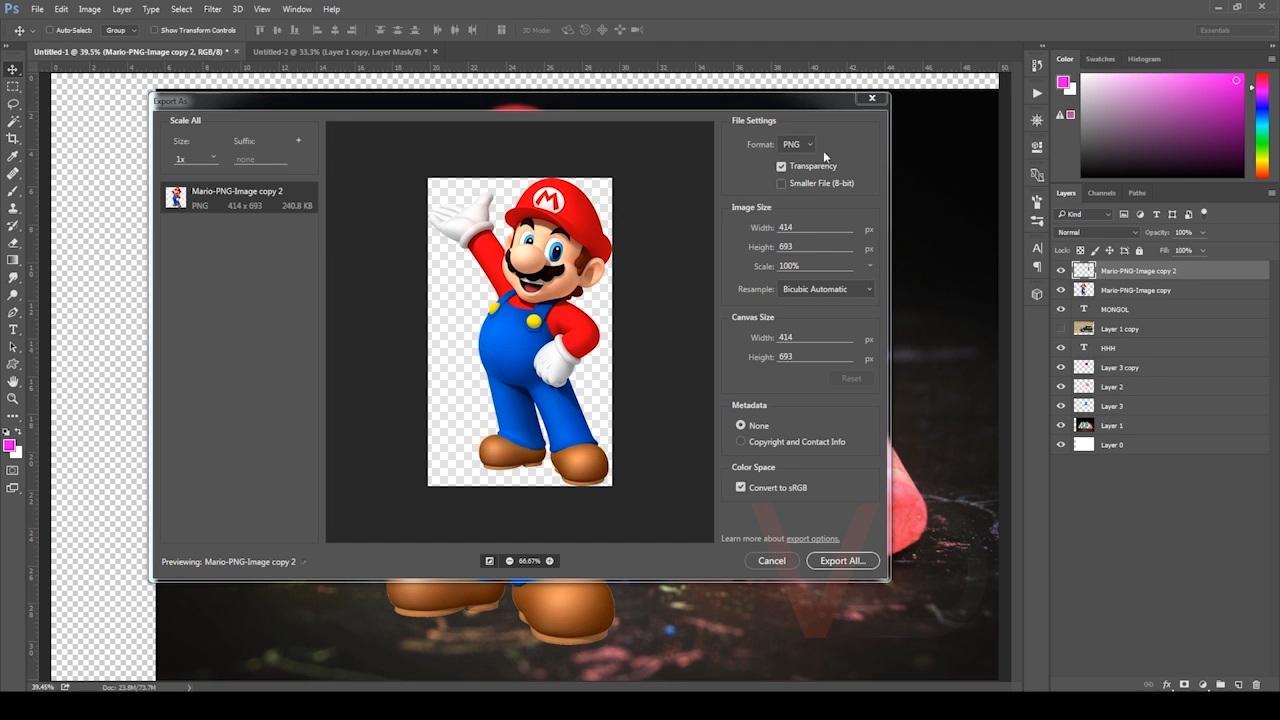 Ps File Edit Image Layer Type Select Filter 3D View Window Help
Auto-Select: Group Show Transform Controls 3D Mode: Essentials
Untitled-1 @ 39.5% (Mario-PNG-Image copy 2, RGB/8) * × Untitled-2 @ 33.3% (Layer 1 copy, Layer Mask/8) * ×
Export As
Scale All
Size: Suffix: +
1x none
Mario-PNG-Image copy 2
PNG 414 x 693 240.8 KB
M
File Settings
Format: PNG
Transparency
Smaller File (8-bit)
Image Size
Width: 414 px
Height: 693 px
Scale: 100%
Resample: Bicubic Automatic
Canvas Size
Width: 414 px
Height: 693 px
Reset
Metadata
None
Copyright and Contact Info
Color Space
Convert to sRGB
Learn more about export options.
Previewing: Mario-PNG-Image copy 2
66.67%
Cancel Export All...
Color Swatches Histogram
Layers Channels Paths
Kind
Normal Opacity: 100%
Lock: Fill: 100%
Mario-PNG-Image copy 2
Mario-PNG-Image copy
T MONGOL
Layer 1 copy
T HHH
Layer 3 copy
Layer 2
Layer 3
Layer 1
Layer 0
39.45% Doc: 23.8M/73.7M